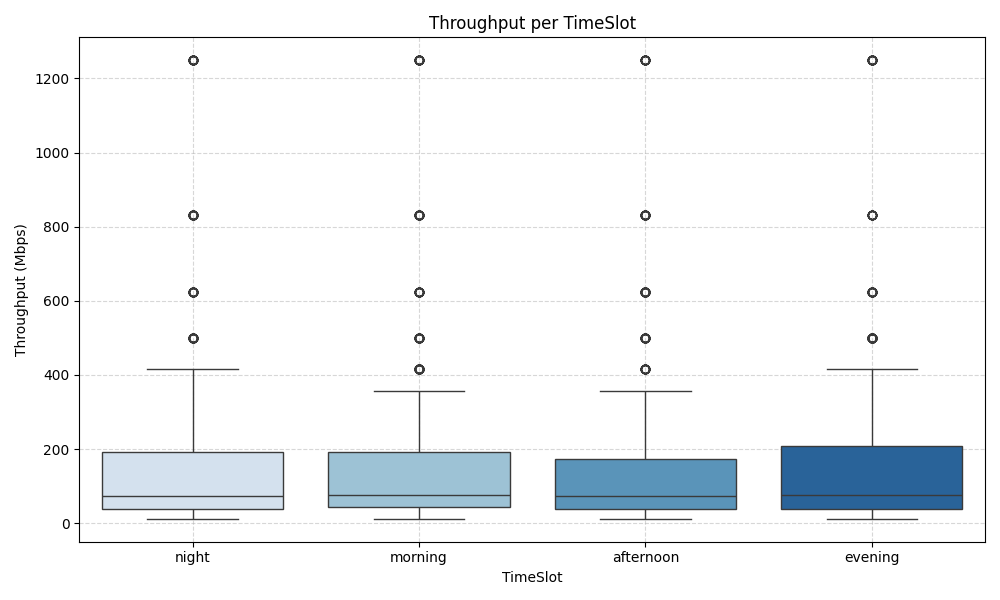 Throughput per TimeSlot
Throughput (Mbps)
1200
1000
800
600
400
200
0
night morning afternoon evening
TimeSlot